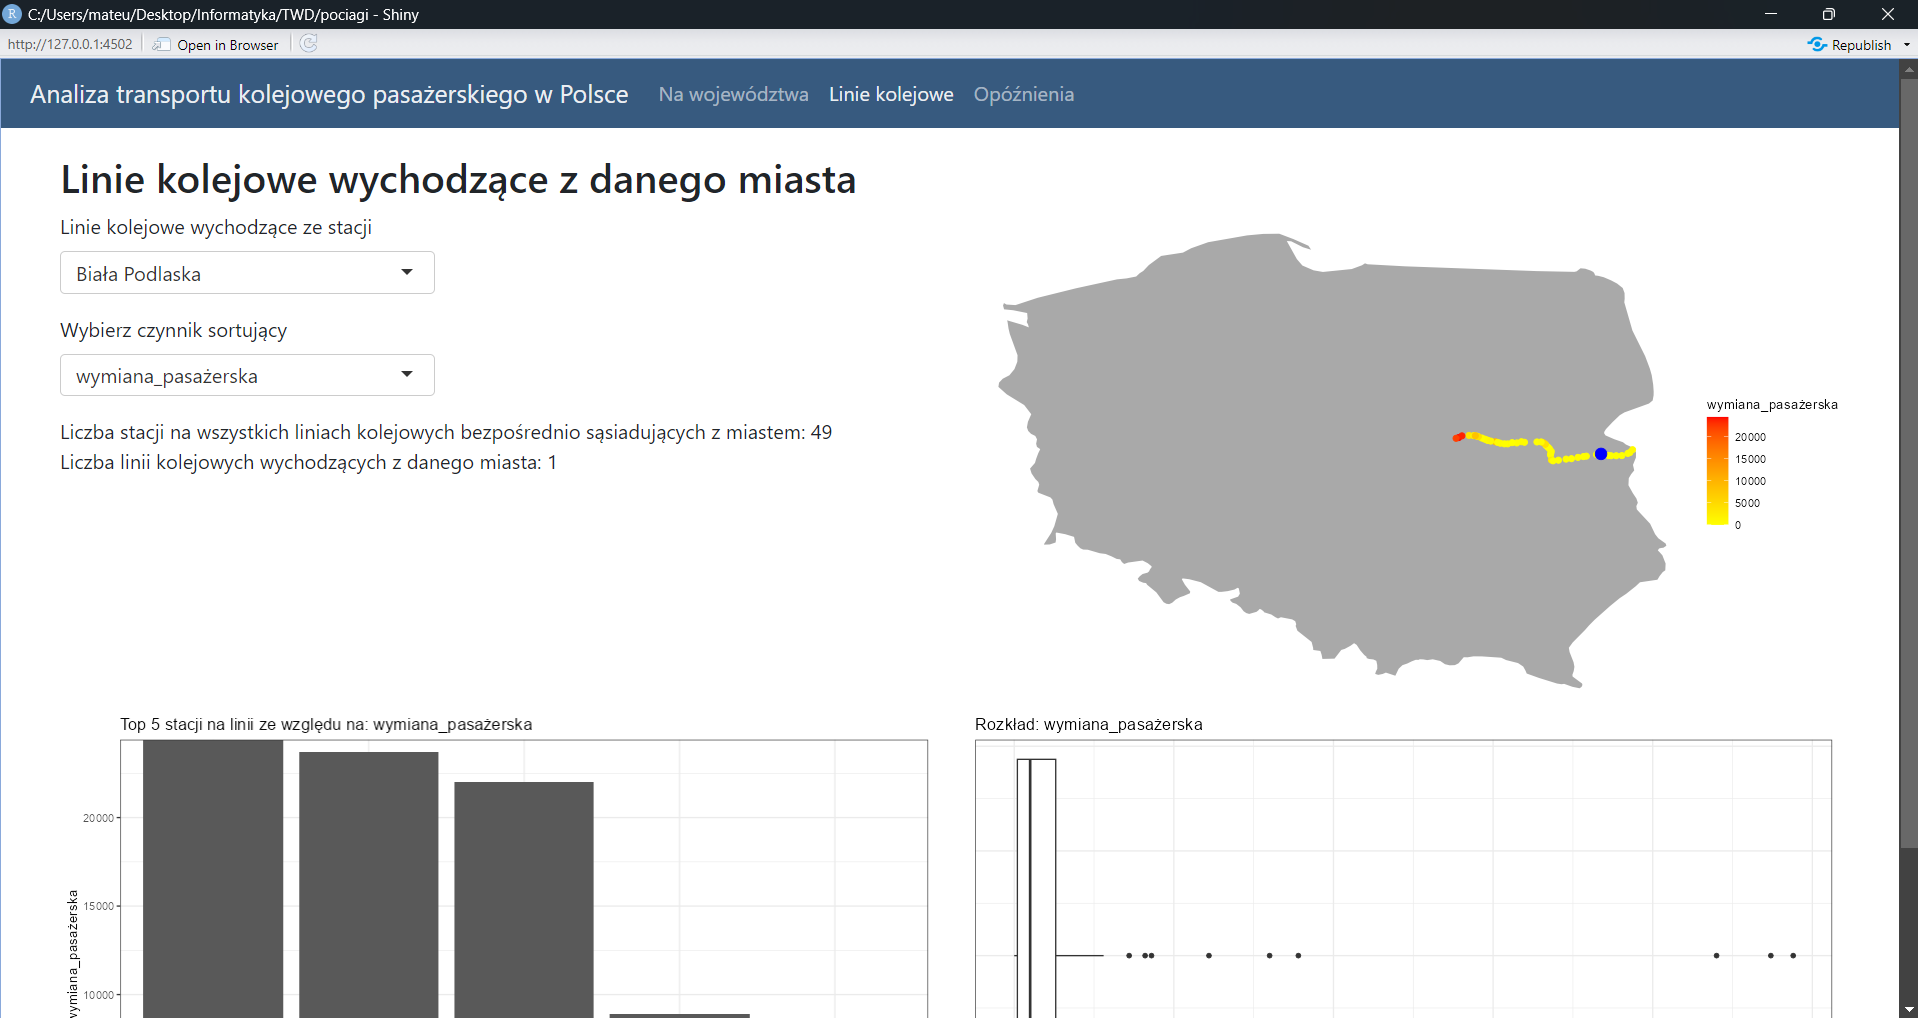 R C:/Users/mateu/Desktop/Informatyka/TWD/pociagi - Shiny
http://127.0.0.1:4502 Open in Browser Republish
Analiza transportu kolejowego pasażerskiego w Polsce Na województwa Linie kolejowe Opóźnienia
Linie kolejowe wychodzące z danego miasta
Linie kolejowe wychodzące ze stacji
Biała Podlaska
Wybierz czynnik sortujący
wymiana_pasażerska
Liczba stacji na wszystkich liniach kolejowych bezpośrednio sąsiadujących z miastem: 49
Liczba linii kolejowych wychodzących z danego miasta: 1
wymiana_pasażerska
20000
15000
10000
5000
0
Top 5 stacji na linii ze względu na: wymiana_pasażerska
20000
15000
10000
wymiana_pasażerska
Rozkład: wymiana_pasażerska